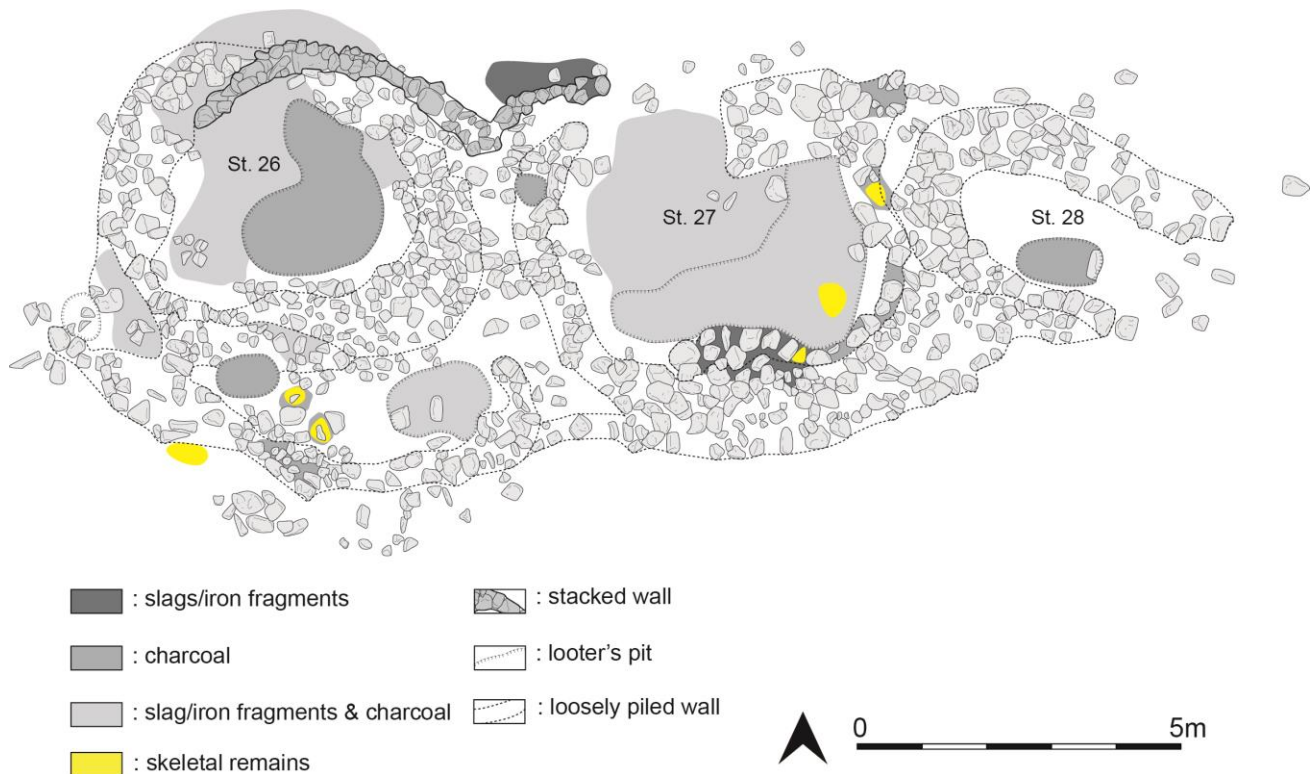 St. 26
St. 27
St. 28
: slags/iron fragments
: charcoal
: slag/iron fragments & charcoal
: skeletal remains
: stacked wall
: looter's pit
: loosely piled wall
0 5m